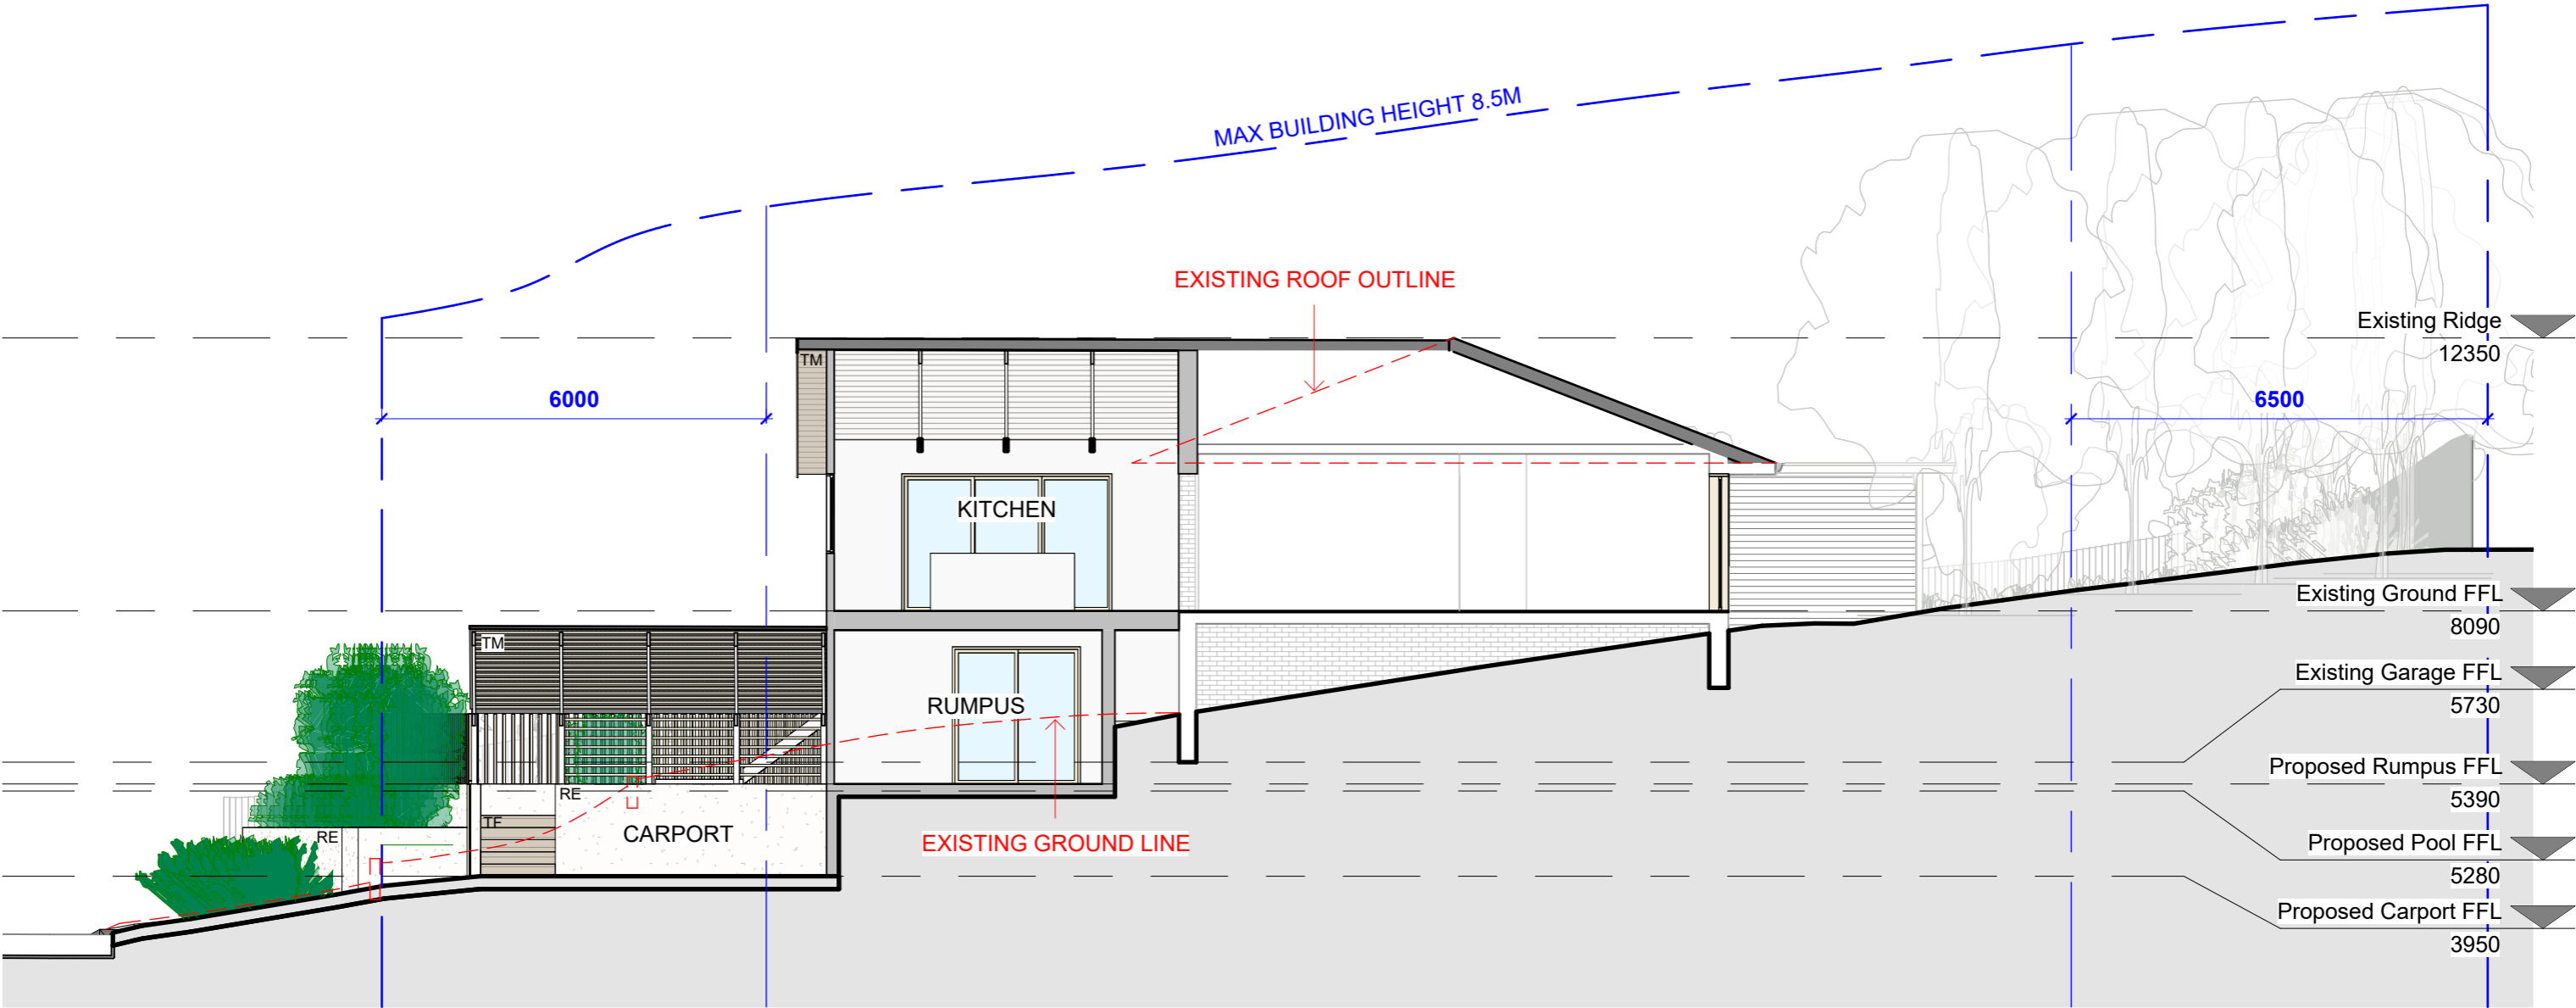 MAX BUILDING HEIGHT 8.5M
EXISTING ROOF OUTLINE
Existing Ridge
12350
TM
6000
6500
KITCHEN
Existing Ground FFL
8090
TM
Existing Garage FFL
5730
RUMPUS
Proposed Rumpus FFL
5390
RE
TF
CARPORT
RE
EXISTING GROUND LINE
Proposed Pool FFL
5280
Proposed Carport FFL
3950